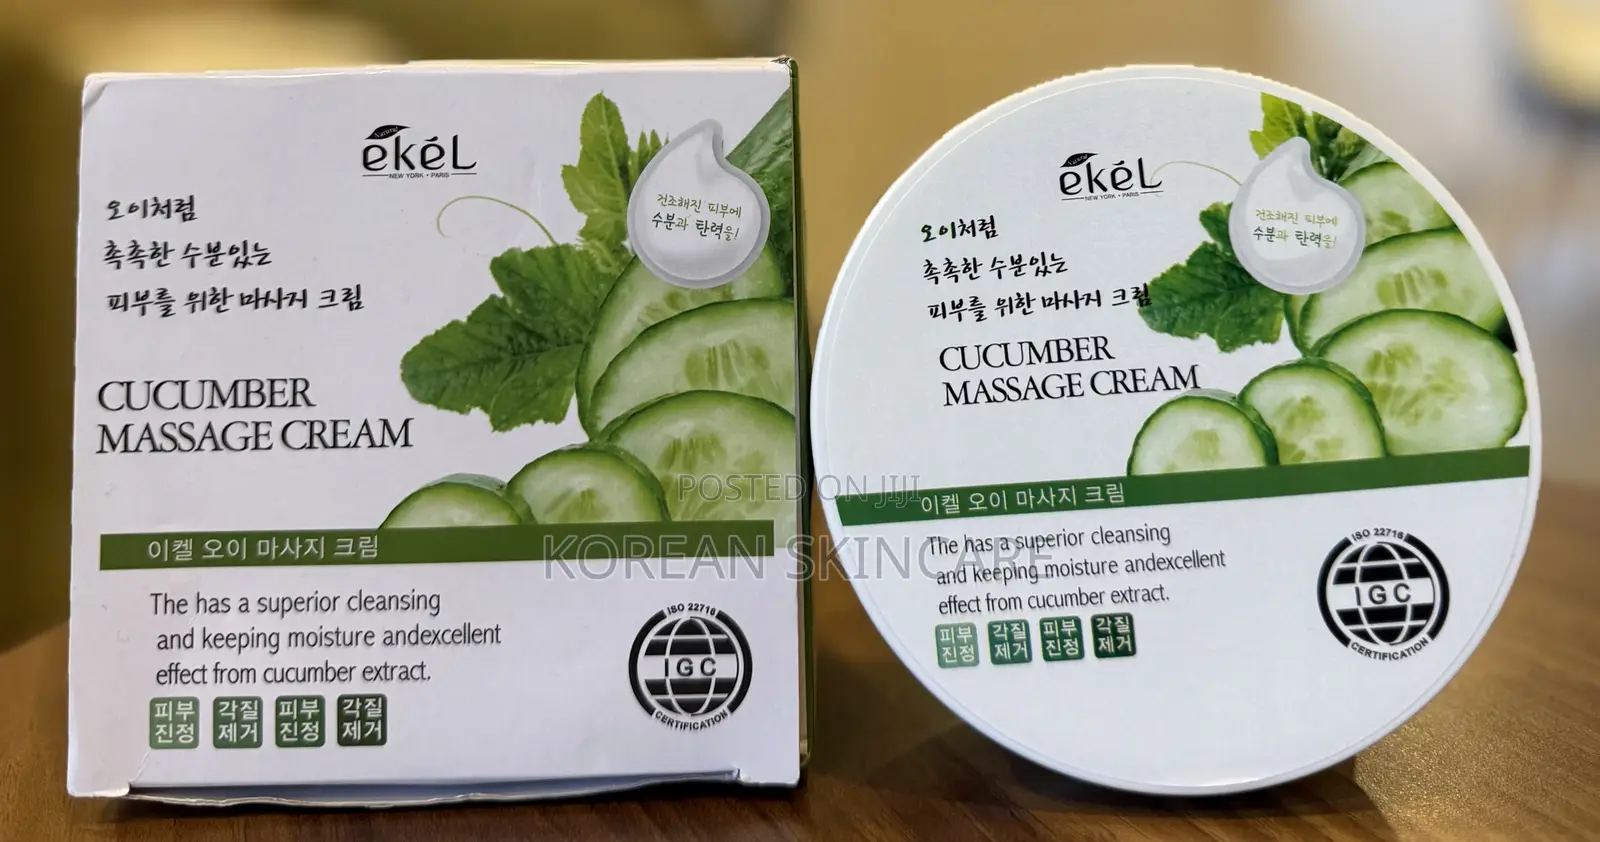 Natural
ekéL
NEW YORK • PARIS
오이처럼
촉촉한 수분있는
피부를 위한 마사지 크림
건조해진 피부에
수분과 탄력을!
CUCUMBER
MASSAGE CREAM
이켈 오이 마사지 크림
The has a superior cleansing
and keeping moisture andexcellent
effect from cucumber extract.
피부 진정
각질 제거
피부 진정
각질 제거
ISO 22716
IGC
CERTIFICATION
Natural
ekéL
NEW YORK • PARIS
오이처럼
촉촉한 수분있는
피부를 위한 마사지 크림
건조해진 피부에
수분과 탄력을!
CUCUMBER
MASSAGE CREAM
이켈 오이 마사지 크림
The has a superior cleansing
and keeping moisture andexcellent
effect from cucumber extract.
피부 진정
각질 제거
피부 진정
각질 제거
ISO 22716
IGC
CERTIFICATION
POSTED ON JIJI
KOREAN SKINCARE